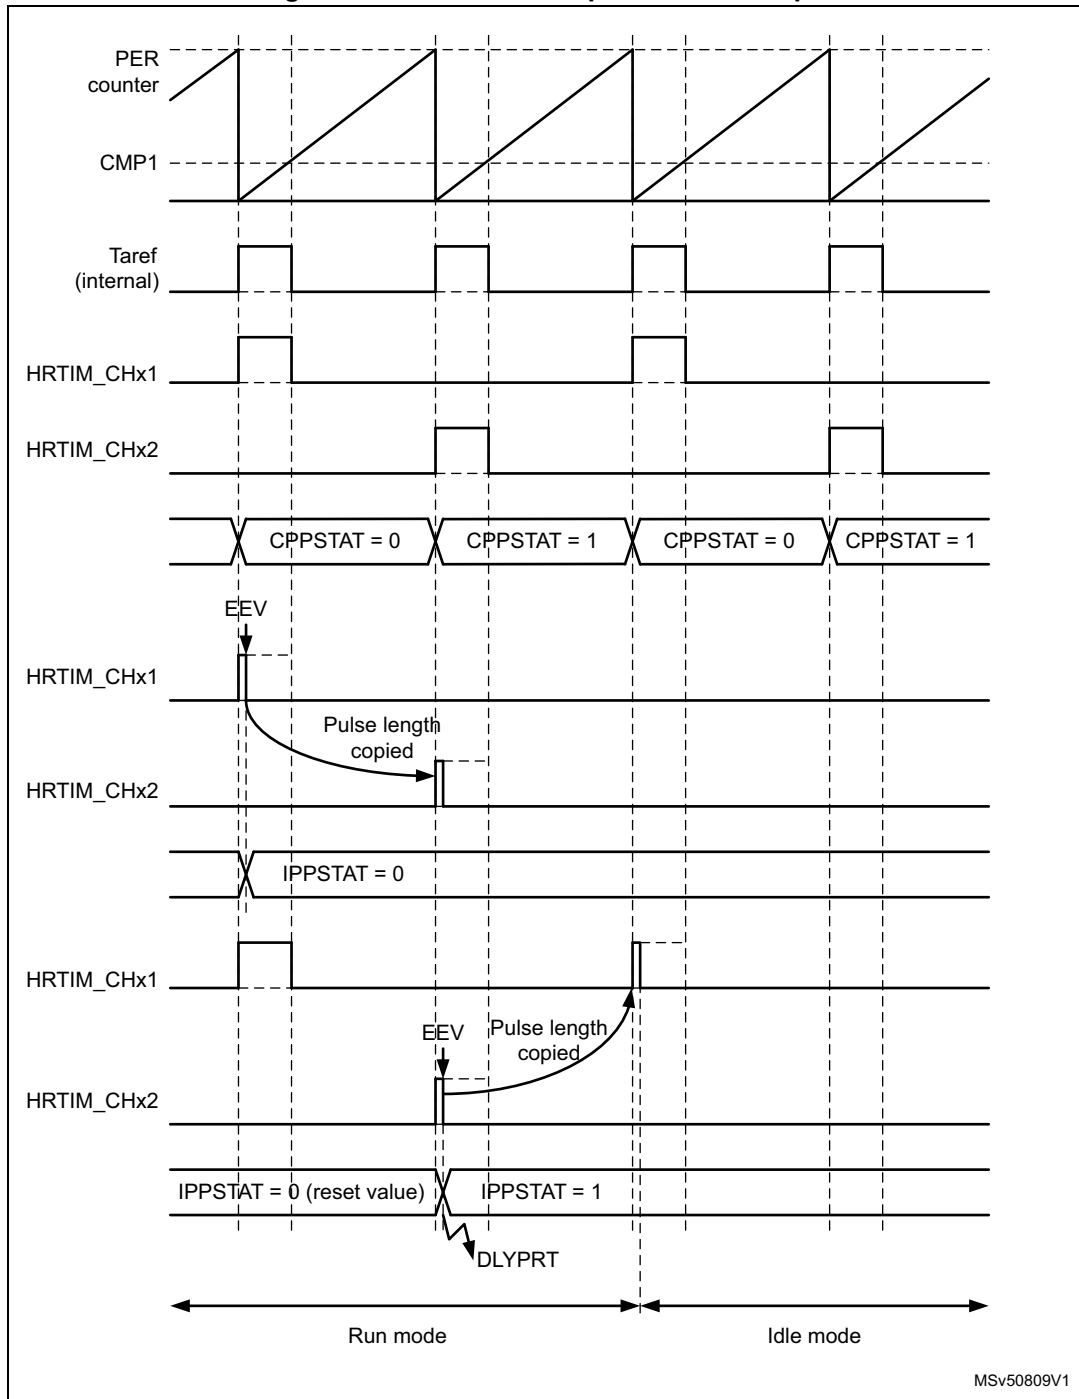 PER
counter
CMP1
Taref
(internal)
HRTIM_CHx1
HRTIM_CHx2
CPPSTAT = 0
CPPSTAT = 1
CPPSTAT = 0
CPPSTAT = 1
EEV
HRTIM_CHx1
Pulse length
copied
HRTIM_CHx2
IPPSTAT = 0
HRTIM_CHx1
EEV
Pulse length
copied
HRTIM_CHx2
IPPSTAT = 0 (reset value)
IPPSTAT = 1
DLYPRT
Run mode
Idle mode
MSv50809V1